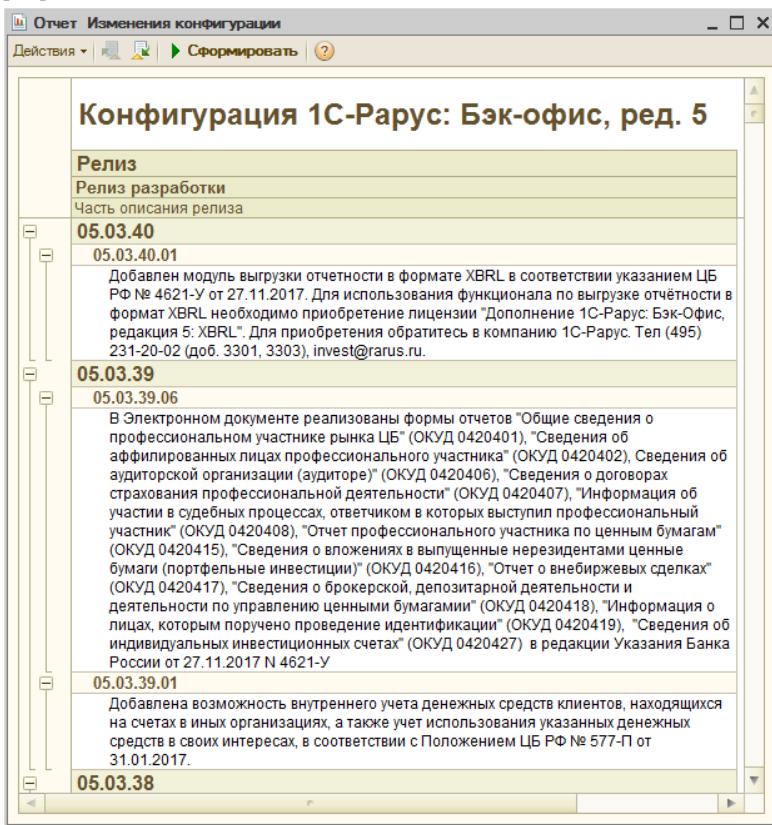 Отчет Изменения конфигурации
Действия
Сформировать
Конфигурация 1С-Рарус: Бэк-офис, ред. 5
Релиз
Релиз разработки
Часть описания релиза
05.03.40
05.03.40.01
Добавлен модуль выгрузки отчетности в формате XBRL в соответствии указанием ЦБ
РФ № 4621-У от 27.11.2017. Для использования функционала по выгрузке отчётности в
формат XBRL необходимо приобретение лицензии "Дополнение 1С-Рарус: Бэк-Офис,
редакция 5: XBRL". Для приобретения обратитесь в компанию 1С-Рарус. Тел (495)
231-20-02 (доб. 3301, 3303), invest@rarus.ru.
05.03.39
05.03.39.06
В Электронном документе реализованы формы отчетов "Общие сведения о
профессиональном участнике рынка ЦБ" (ОКУД 0420401), "Сведения об
аффилированных лицах профессионального участника" (ОКУД 0420402), Сведения об
аудиторской организации (аудиторе)" (ОКУД 0420406), "Сведения о договорах
страхования профессиональной деятельности" (ОКУД 0420407), "Информация об
участии в судебных процессах, ответчиком в которых выступил профессиональный
участник" (ОКУД 0420408), "Отчет профессионального участника по ценным бумагам"
(ОКУД 0420415), "Сведения о вложениях в выпущенные нерезидентами ценные
бумаги (портфельные инвестиции)" (ОКУД 0420416), "Отчет о внебиржевых сделках"
(ОКУД 0420417), "Сведения о брокерской, депозитарной деятельности и
деятельности по управлению ценными бумагамии" (ОКУД 0420418), "Информация о
лицах, которым поручено проведение идентификации" (ОКУД 0420419), "Сведения об
индивидуальных инвестиционных счетах" (ОКУД 0420427) в редакции Указания Банка
России от 27.11.2017 N 4621-У
05.03.39.01
Добавлена возможность внутреннего учета денежных средств клиентов, находящихся
на счетах в иных организациях, а также учет использования указанных денежных
средств в своих интересах, в соответствии с Положением ЦБ РФ № 577-П от
31.01.2017.
05.03.38